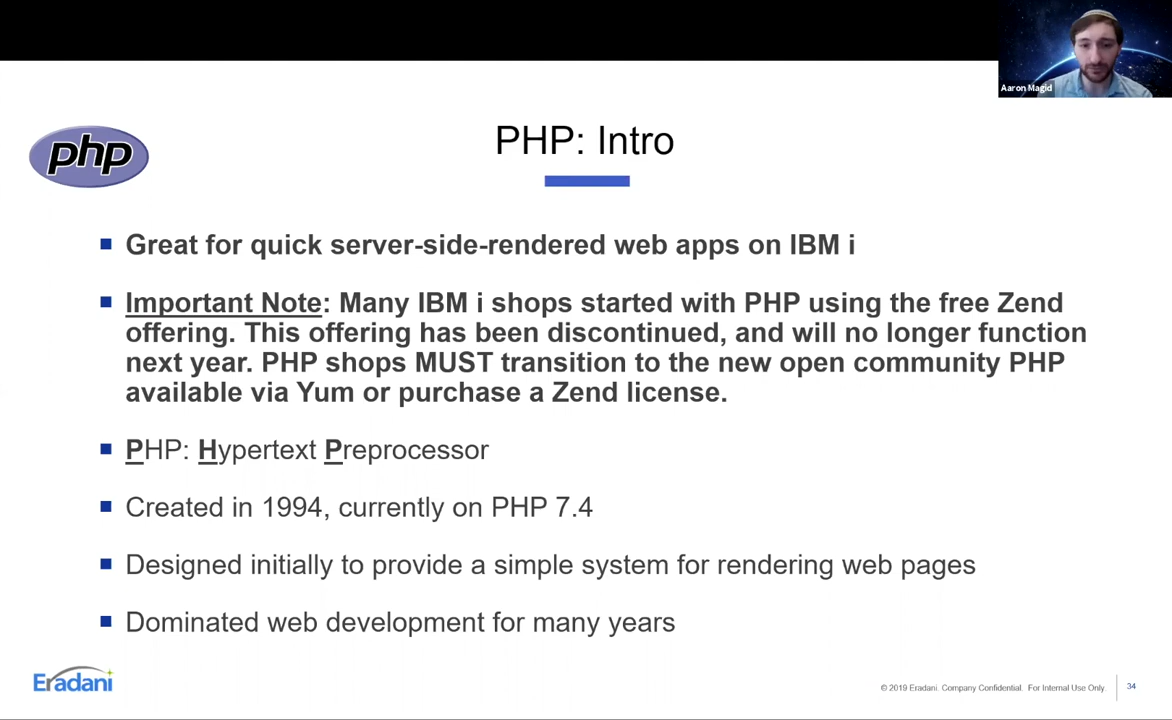 Aaron Magid
php
PHP: Intro
Great for quick server-side-rendered web apps on IBM i
Important Note: Many IBM i shops started with PHP using the free Zend
offering. This offering has been discontinued, and will no longer function
next year. PHP shops MUST transition to the new open community PHP
available via Yum or purchase a Zend license.
PHP: Hypertext Preprocessor
Created in 1994, currently on PHP 7.4
Designed initially to provide a simple system for rendering web pages
Dominated web development for many years
Eradani
© 2019 Eradani. Company Confidential. For Internal Use Only
34